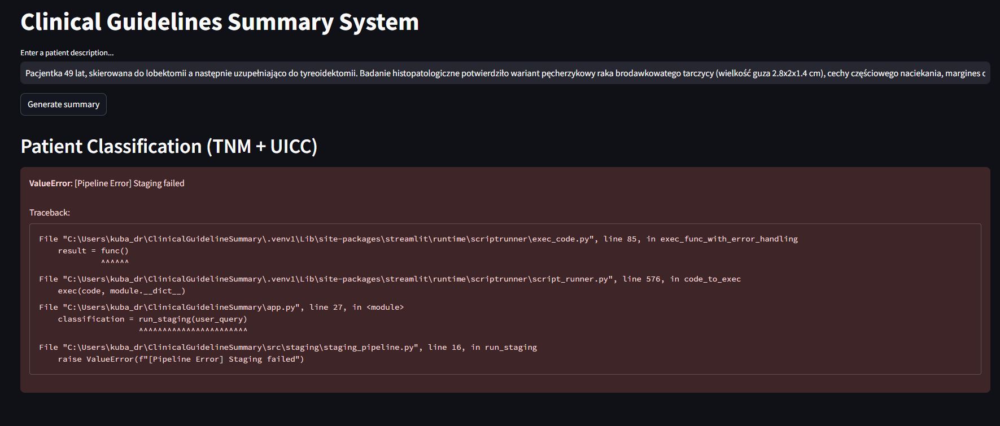 Clinical Guidelines Summary System
Enter a patient description...
Pacjentka 49 lat, skierowana do lobektomii a następnie uzupełniająco do tyreoidektomii. Badanie histopatologiczne potwierdziło wariant pęcherzykowy raka brodawkowatego tarczycy (wielkość guza 2.8x2x1.4 cm), cechy częściowego naciekania, margines
Generate summary
Patient Classification (TNM + UICC)
ValueError: [Pipeline Error] Staging failed
Traceback:
File "C:\Users\kuba_dr\ClinicalGuidelineSummary\.venv1\Lib\site-packages\streamlit\runtime\scriptrunner\exec_code.py", line 85, in exec_func_with_error_handling
result = func()
^^^^^^
File "C:\Users\kuba_dr\ClinicalGuidelineSummary\.venv1\Lib\site-packages\streamlit\runtime\scriptrunner\script_runner.py", line 576, in code_to_exec
exec(code, module.__dict__)
File "C:\Users\kuba_dr\ClinicalGuidelineSummary\app.py", line 27, in <module>
classification = run_staging(user_query)
^^^^^^^^^^^^^^^^^^^^^^^
File "C:\Users\kuba_dr\ClinicalGuidelineSummary\src\staging\staging_pipeline.py", line 16, in run_staging
raise ValueError(f"[Pipeline Error] Staging failed")